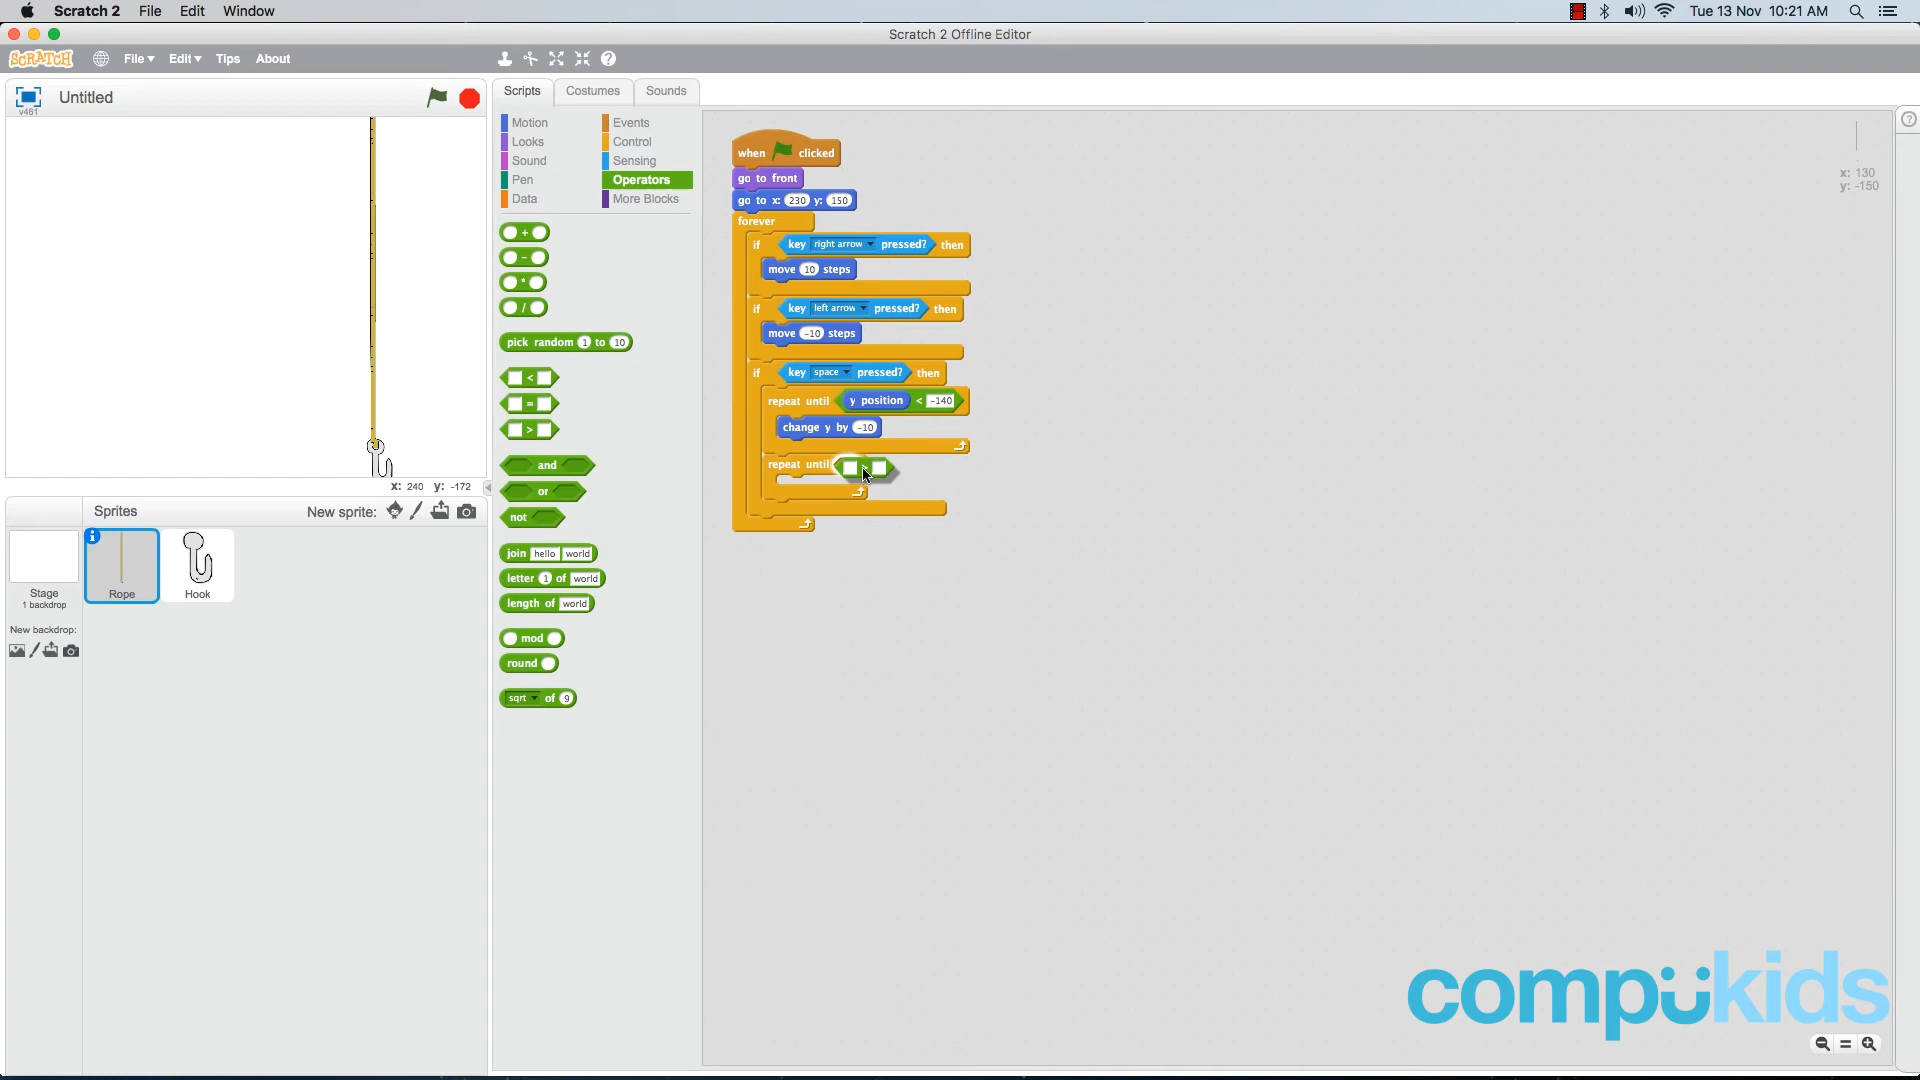 Scratch 2 File Edit Window Tue 13 Nov 10:21 AM
Scratch 2 Offline Editor
SCRATCH File Edit Tips About
Untitled
v461
Scripts Costumes Sounds
Motion Events
Looks Control
Sound Sensing
Pen Operators
Data More Blocks
+
-
*
/
pick random 1 to 10
<
=
>
and
or
not
join hello world
letter 1 of world
length of world
mod
round
sqrt of 9
when clicked
go to front
go to x: 230 y: 150
forever
if key right arrow pressed? then
move 10 steps
if key left arrow pressed? then
move -10 steps
if key space pressed? then
repeat until y position < -140
change y by -10
repeat until
x: 130
y: -150
x: 240 y: -172
Sprites New sprite:
Rope
Hook
Stage
1 backdrop
New backdrop:
compükids